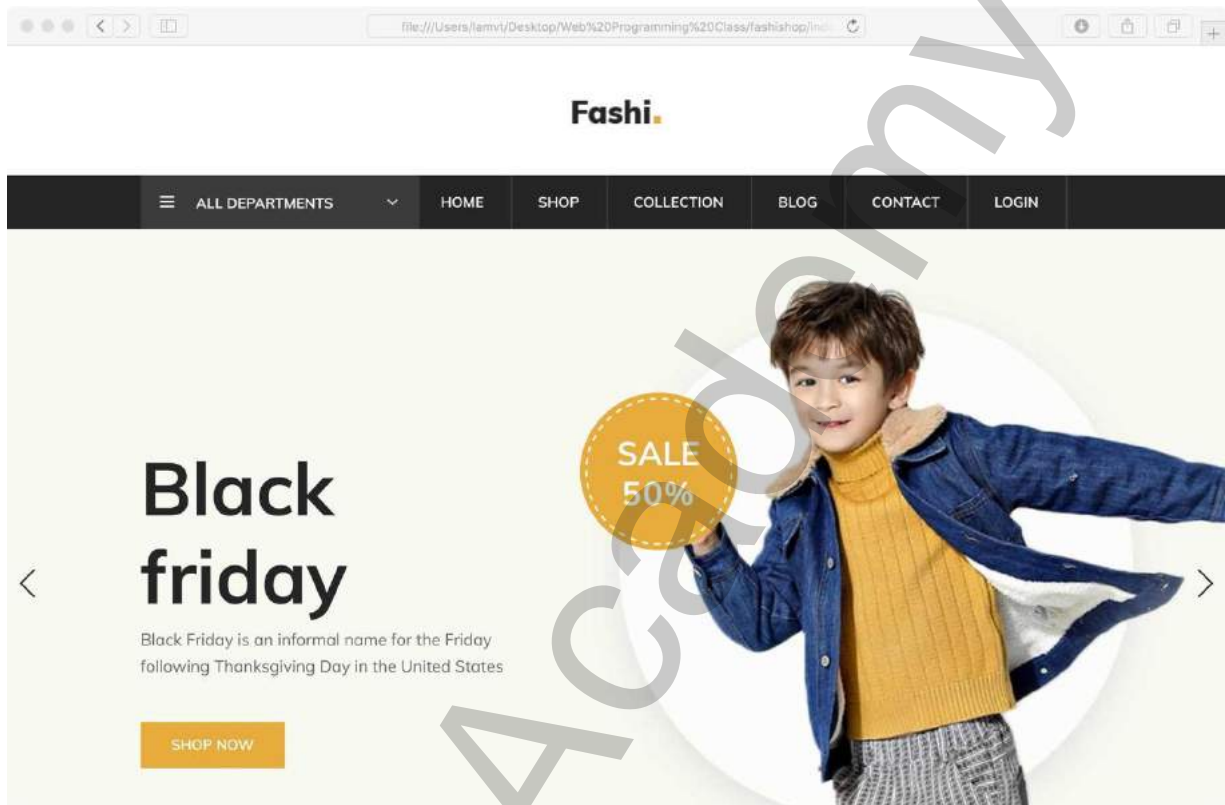 file:///Users/lamvt/Desktop/Web%20Programming%20Class/fashishop/ind
Fashi.
ALL DEPARTMENTS HOME SHOP COLLECTION BLOG CONTACT LOGIN
SALE
50%
Black
friday
Black Friday is an informal name for the Friday
following Thanksgiving Day in the United States
SHOP NOW
Academy